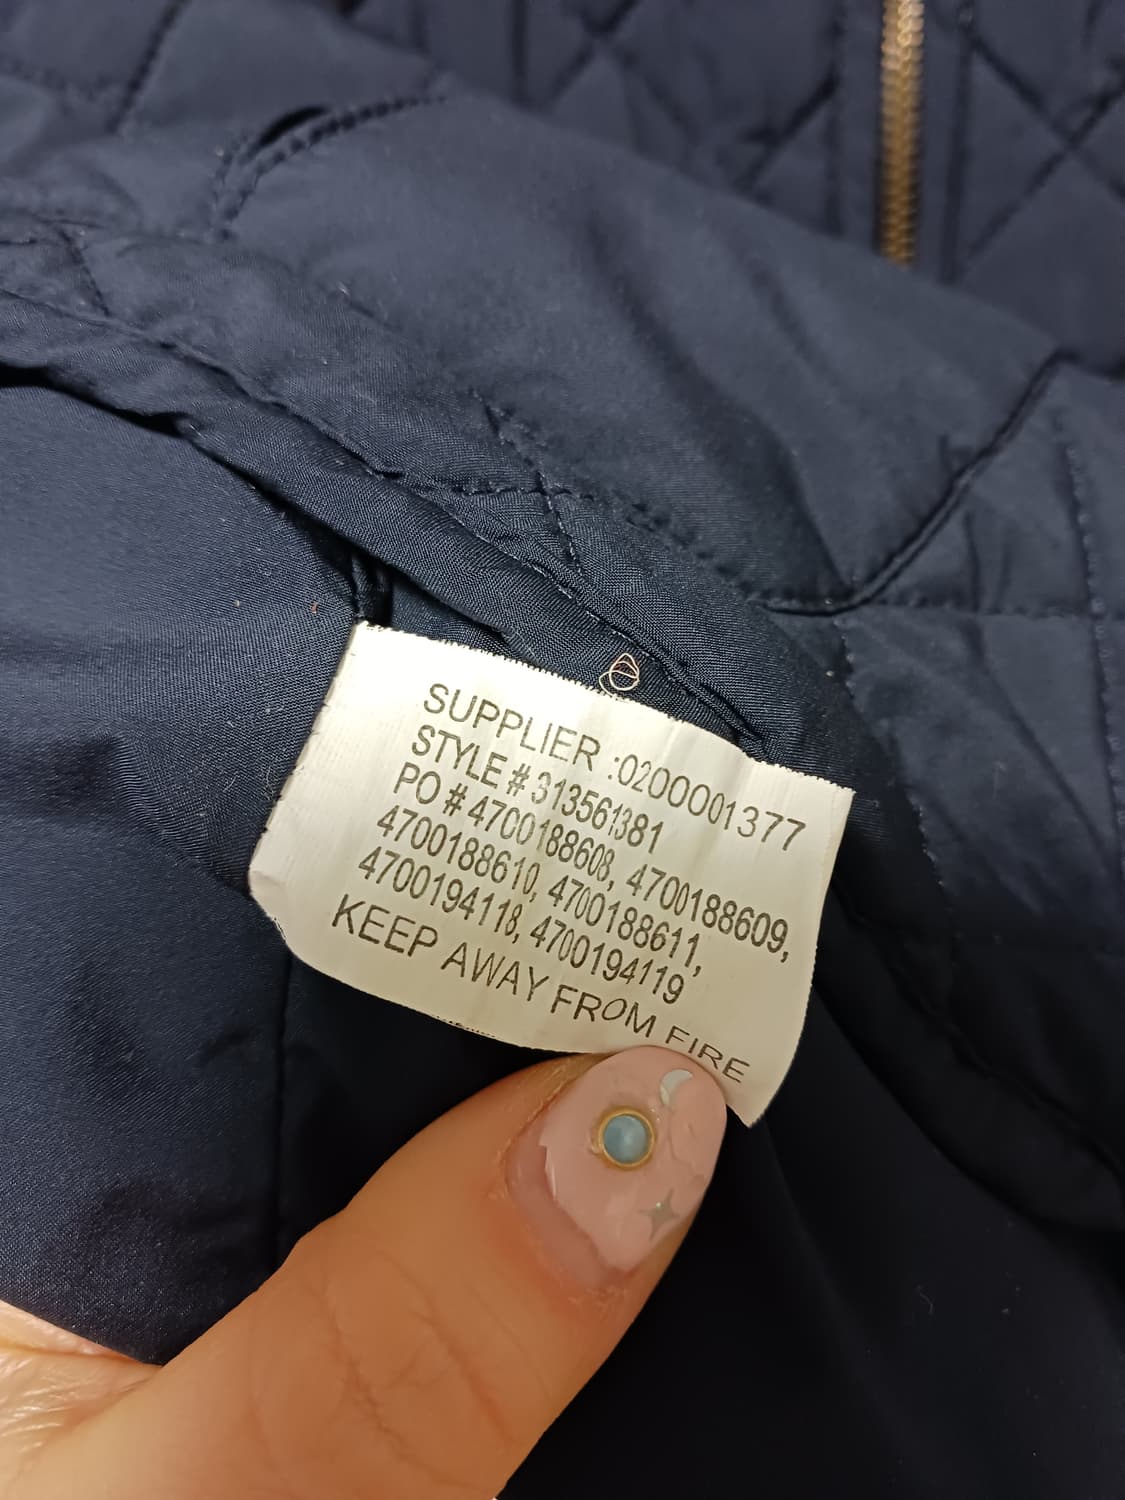 SUPPLIER :0200001377
STYLE # 313561381
PO # 4700188608, 4700188609,
4700188610, 4700188611,
4700194118, 4700194119
KEEP AWAY FROM FIRE